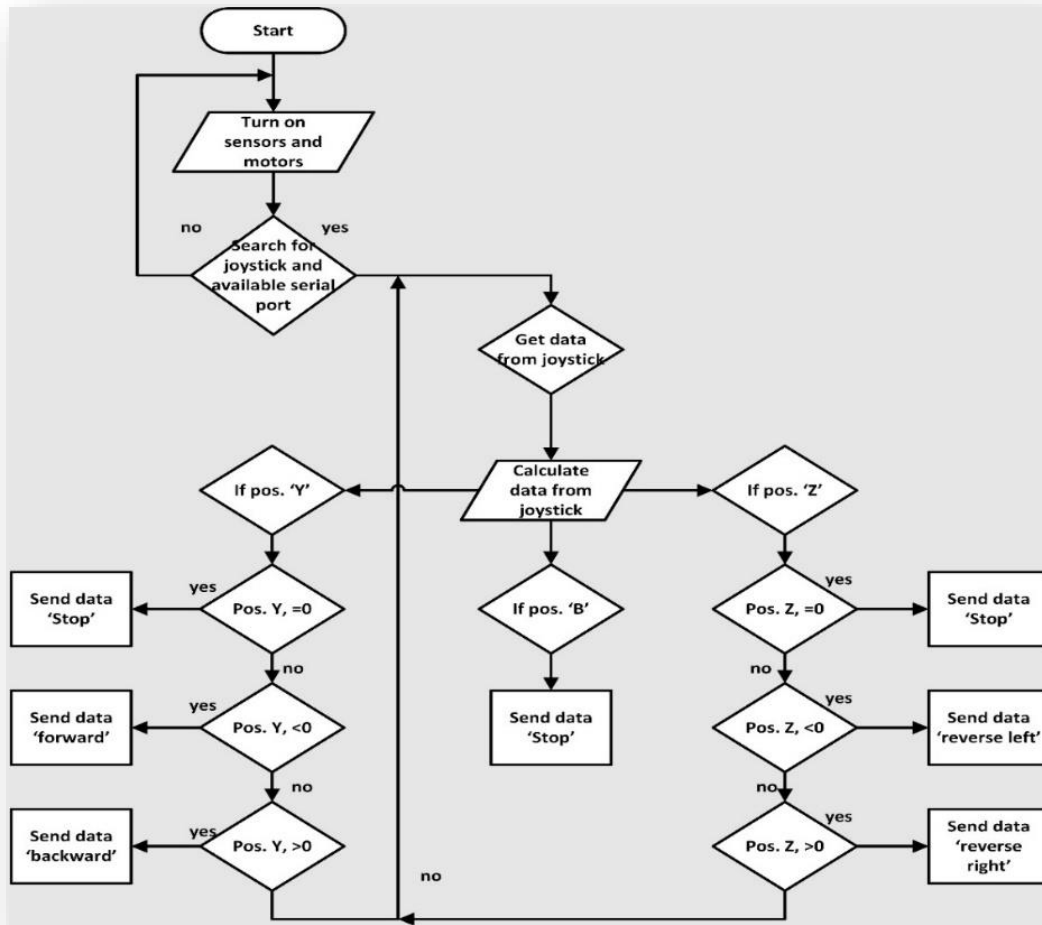 Start
Turn on
sensors and
motors
no
yes
Search for
joystick and
available serial
port
Get data
from joystick
If pos. ‘Y’
Calculate
data from
joystick
If pos. ‘Z’
Send data
‘Stop’
yes
Pos. Y, =0
If pos. ‘B’
Pos. Z, =0
yes
Send data
‘Stop’
no
no
Send data
‘forward’
yes
Pos. Y, <0
Send data
‘Stop’
Pos. Z, <0
yes
Send data
‘reverse left’
no
no
Send data
‘backward’
yes
Pos. Y, >0
Pos. Z, >0
yes
Send data
‘reverse
right’
no